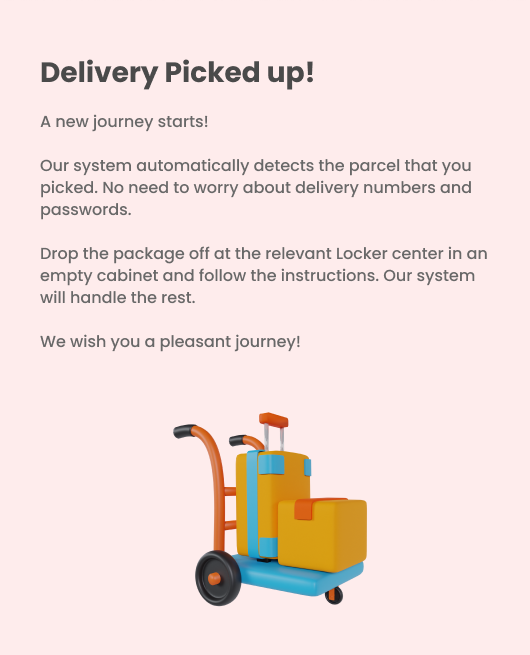 Delivery Picked up!
A new journey starts!
Our system automatically detects the parcel that you
picked. No need to worry about delivery numbers and
passwords.
Drop the package off at the relevant Locker center in an
empty cabinet and follow the instructions. Our system
will handle the rest.
We wish you a pleasant journey!